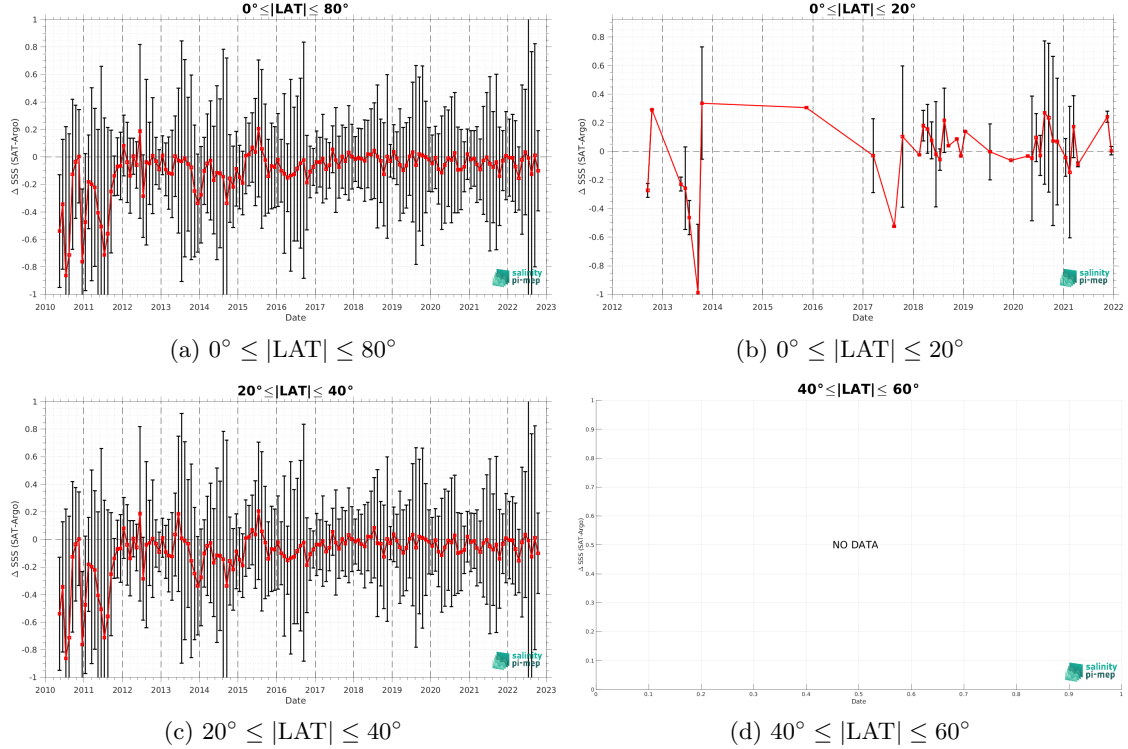 0°≤|LAT|≤ 80°
Δ SSS (SAT-Argo)
1
0.8
0.6
0.4
0.2
0
-0.2
-0.4
-0.6
-0.8
-1
2010 2011 2012 2013 2014 2015 2016 2017 2018 2019 2020 2021 2022 2023
Date
salinity
pi-mep
(a) 0° ≤ |LAT| ≤ 80°
0°≤|LAT|≤ 20°
Δ SSS (SAT-Argo)
0.8
0.6
0.4
0.2
0
-0.2
-0.4
-0.6
-0.8
-1
2012 2013 2014 2015 2016 2017 2018 2019 2020 2021 2022
Date
salinity
pi-mep
(b) 0° ≤ |LAT| ≤ 20°
20°≤|LAT|≤ 40°
Δ SSS (SAT-Argo)
1
0.8
0.6
0.4
0.2
0
-0.2
-0.4
-0.6
-0.8
-1
2010 2011 2012 2013 2014 2015 2016 2017 2018 2019 2020 2021 2022 2023
Date
salinity
pi-mep
(c) 20° ≤ |LAT| ≤ 40°
40°≤|LAT|≤ 60°
Δ SSS (SAT-Argo)
1
0.9
0.8
0.7
0.6
0.5
0.4
0.3
0.2
0.1
0
NO DATA
0 0.1 0.2 0.3 0.4 0.5 0.6 0.7 0.8 0.9 1
Date
salinity
pi-mep
(d) 40° ≤ |LAT| ≤ 60°